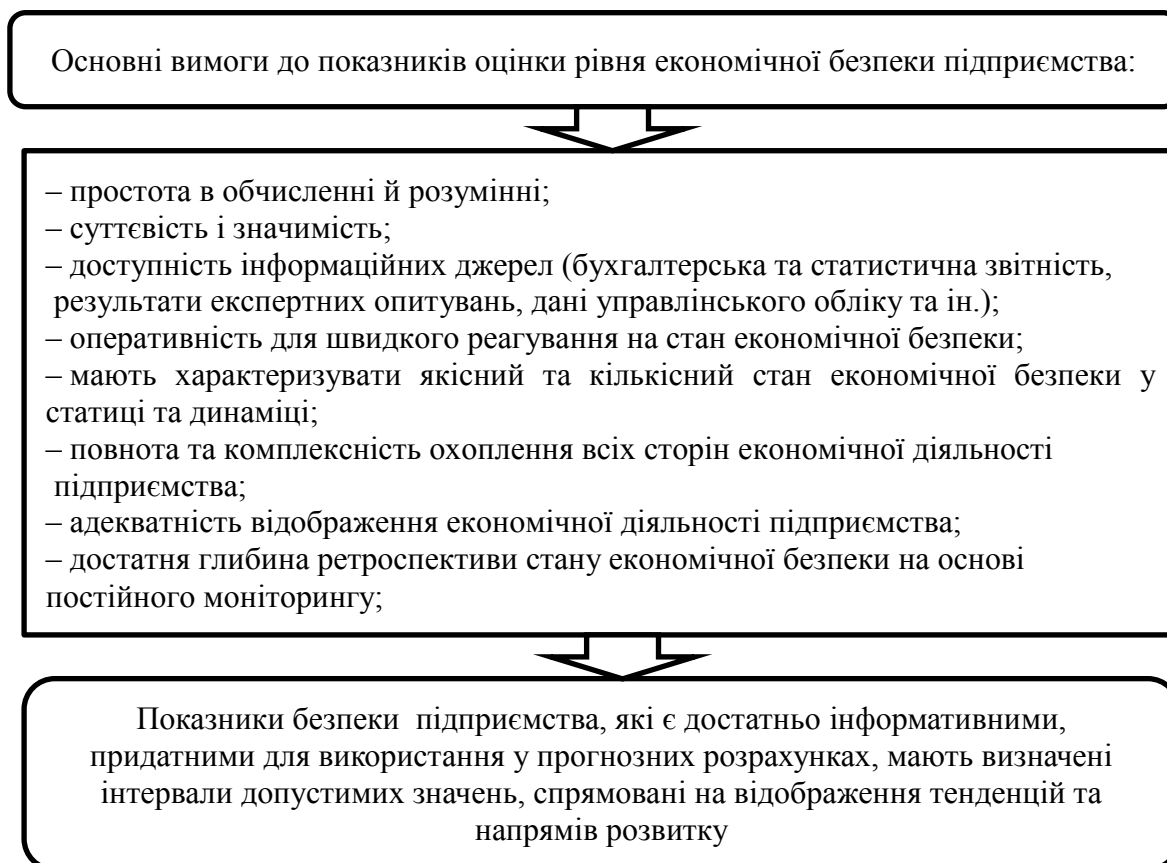 Основні вимоги до показників оцінки рівня економічної безпеки підприємства:
– простота в обчисленні й розумінні;
– суттєвість і значимість;
– доступність інформаційних джерел (бухгалтерська та статистична звітність,
результати експертних опитувань, дані управлінського обліку та ін.);
– оперативність для швидкого реагування на стан економічної безпеки;
– мають характеризувати якісний та кількісний стан економічної безпеки у
статиці та динаміці;
– повнота та комплексність охоплення всіх сторін економічної діяльності
підприємства;
– адекватність відображення економічної діяльності підприємства;
– достатня глибина ретроспективи стану економічної безпеки на основі
постійного моніторингу;
Показники безпеки підприємства, які є достатньо інформативними,
придатними для використання у прогнозних розрахунках, мають визначені
інтервали допустимих значень, спрямовані на відображення тенденцій та
напрямів розвитку